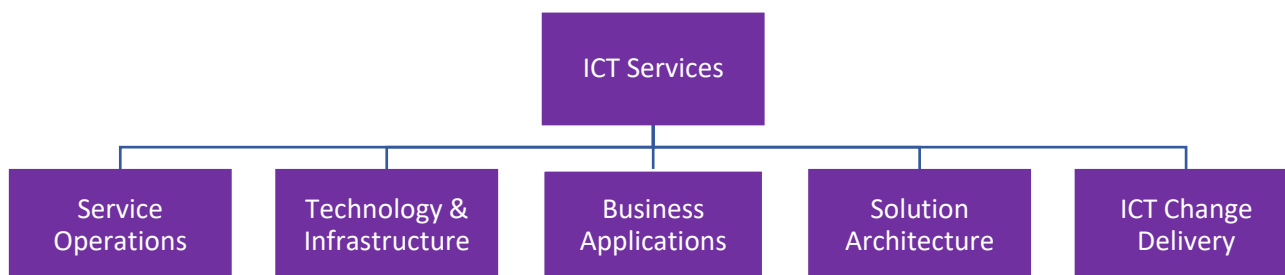 ICT Services
Service
Operations
Technology &
Infrastructure
Business
Applications
Solution
Architecture
ICT Change
Delivery